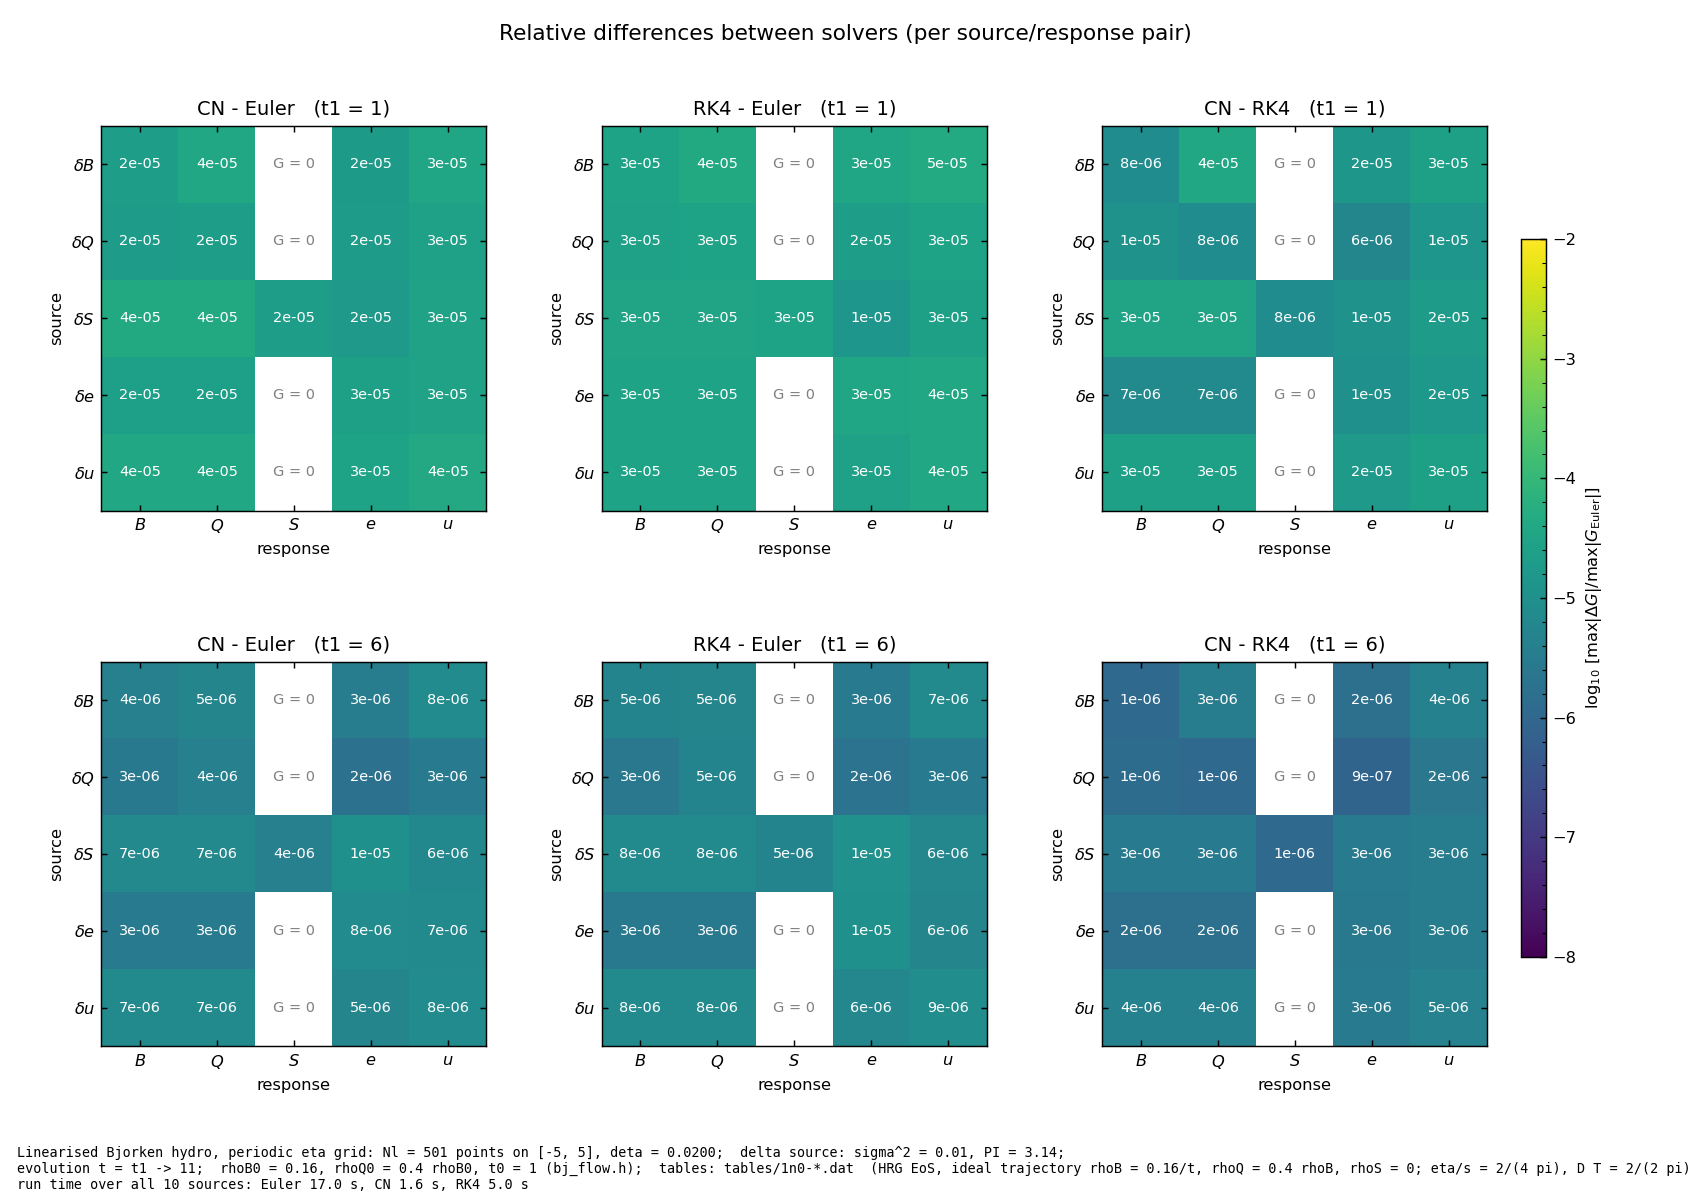 Relative differences between solvers (per source/response pair)
CN - Euler   (t1 = 1)
δB 2e-05 4e-05 G = 0 2e-05 3e-05
δQ 2e-05 2e-05 G = 0 2e-05 3e-05
δS 4e-05 4e-05 2e-05 2e-05 3e-05
δe 2e-05 2e-05 G = 0 3e-05 3e-05
δu 4e-05 4e-05 G = 0 3e-05 4e-05
B Q S e u
source
response
RK4 - Euler   (t1 = 1)
δB 3e-05 4e-05 G = 0 3e-05 5e-05
δQ 3e-05 3e-05 G = 0 2e-05 3e-05
δS 3e-05 3e-05 3e-05 1e-05 3e-05
δe 3e-05 3e-05 G = 0 3e-05 4e-05
δu 3e-05 3e-05 G = 0 3e-05 4e-05
B Q S e u
source
response
CN - RK4   (t1 = 1)
δB 8e-06 4e-05 G = 0 2e-05 3e-05
δQ 1e-05 8e-06 G = 0 6e-06 1e-05
δS 3e-05 3e-05 8e-06 1e-05 2e-05
δe 7e-06 7e-06 G = 0 1e-05 2e-05
δu 3e-05 3e-05 G = 0 2e-05 3e-05
B Q S e u
source
response
CN - Euler   (t1 = 6)
δB 4e-06 5e-06 G = 0 3e-06 8e-06
δQ 3e-06 4e-06 G = 0 2e-06 3e-06
δS 7e-06 7e-06 4e-06 1e-05 6e-06
δe 3e-06 3e-06 G = 0 8e-06 7e-06
δu 7e-06 7e-06 G = 0 5e-06 8e-06
B Q S e u
source
response
RK4 - Euler   (t1 = 6)
δB 5e-06 5e-06 G = 0 3e-06 7e-06
δQ 3e-06 5e-06 G = 0 2e-06 3e-06
δS 8e-06 8e-06 5e-06 1e-05 6e-06
δe 3e-06 3e-06 G = 0 1e-05 6e-06
δu 8e-06 8e-06 G = 0 6e-06 9e-06
B Q S e u
source
response
CN - RK4   (t1 = 6)
δB 1e-06 3e-06 G = 0 2e-06 4e-06
δQ 1e-06 1e-06 G = 0 9e-07 2e-06
δS 3e-06 3e-06 1e-06 3e-06 3e-06
δe 2e-06 2e-06 G = 0 3e-06 3e-06
δu 4e-06 4e-06 G = 0 3e-06 5e-06
B Q S e u
source
response
−2
−3
−4
−5
−6
−7
−8
log₁₀ [max|ΔG|/max|G_Euler|]
Linearised Bjorken hydro, periodic eta grid: Nl = 501 points on [-5, 5], deta = 0.0200;  delta source: sigma^2 = 0.01, PI = 3.14;
evolution t = t1 -> 11;  rhoB0 = 0.16, rhoQ0 = 0.4 rhoB0, t0 = 1 (bj_flow.h);  tables: tables/1n0-*.dat  (HRG EoS, ideal trajectory rhoB = 0.16/t, rhoQ = 0.4 rhoB, rhoS = 0; eta/s = 2/(4 pi), D T = 2/(2 pi)
run time over all 10 sources: Euler 17.0 s, CN 1.6 s, RK4 5.0 s